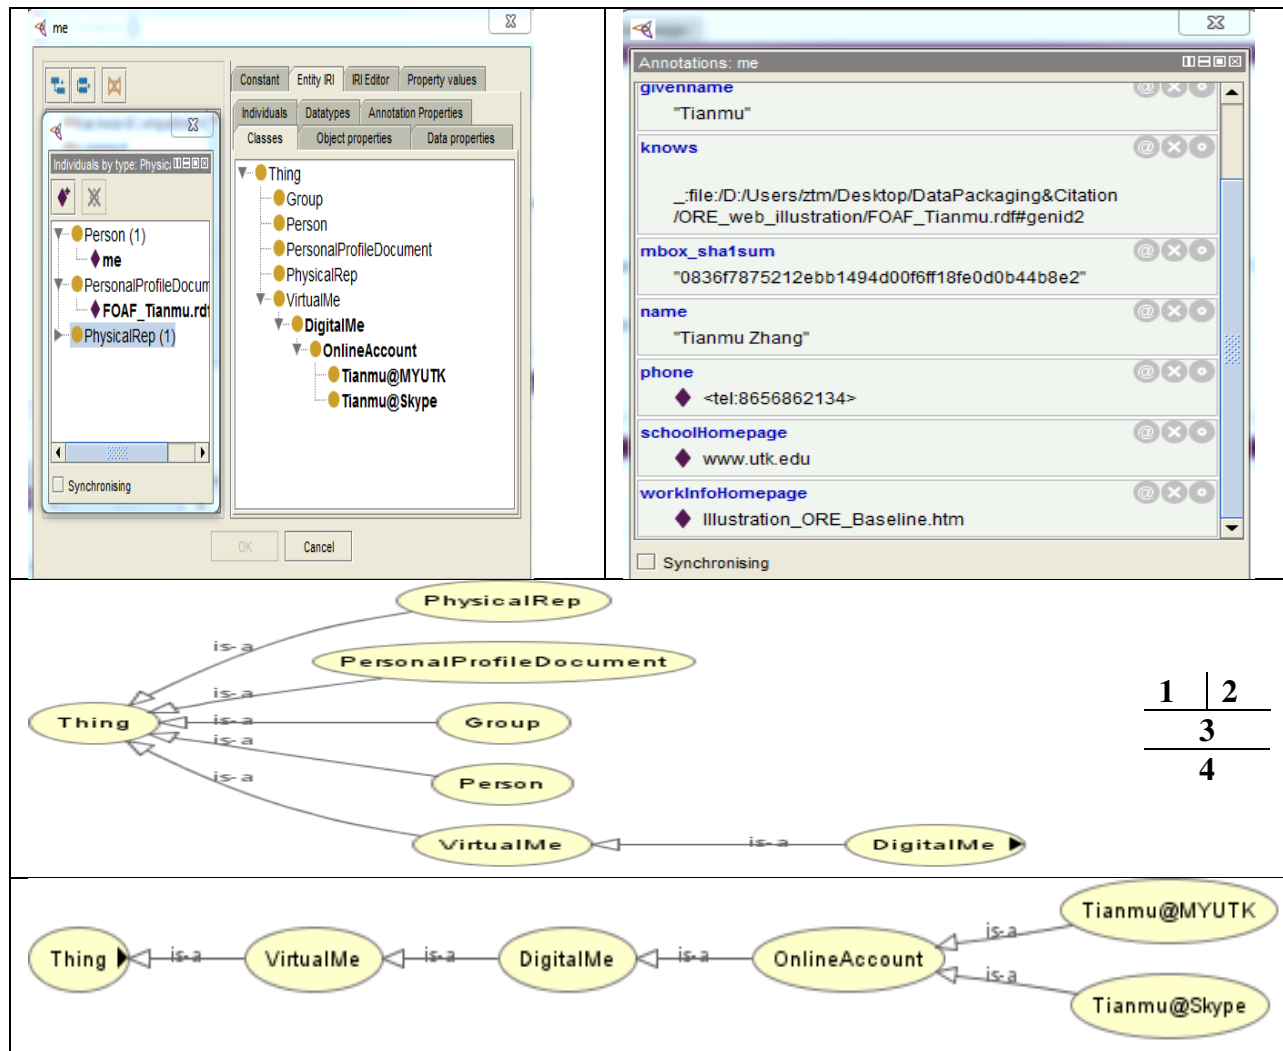 me
Constant Entity IRI IRI Editor Property values
Individuals Datatypes Annotation Properties
Classes Object properties Data properties
Individuals by type: Physic
Person (1)
me
PersonalProfileDocum
FOAF_Tianmu.rdf
PhysicalRep (1)
Synchronising
Thing
Group
Person
PersonalProfileDocument
PhysicalRep
VirtualMe
DigitalMe
OnlineAccount
Tianmu@MYUTK
Tianmu@Skype
OK Cancel
Annotations: me
givenname
"Tianmu"
knows
_:file:/D:/Users/ztm/Desktop/DataPackaging&Citation
/ORE_web_illustration/FOAF_Tianmu.rdf#genid2
mbox_sha1sum
"0836f7875212ebb1494d00f6ff18fe0d0b44b8e2"
name
"Tianmu Zhang"
phone
<tel:8656862134>
schoolHomepage
www.utk.edu
workInfoHomepage
Illustration_ORE_Baseline.htm
Synchronising
PhysicalRep
is-a
PersonalProfileDocument
is-a
Thing
is-a
Group
is-a
Person
is-a
VirtualMe
is-a
DigitalMe
1 2
3
4
Thing
is-a
VirtualMe
is-a
DigitalMe
is-a
OnlineAccount
is-a
Tianmu@MYUTK
is-a
Tianmu@Skype